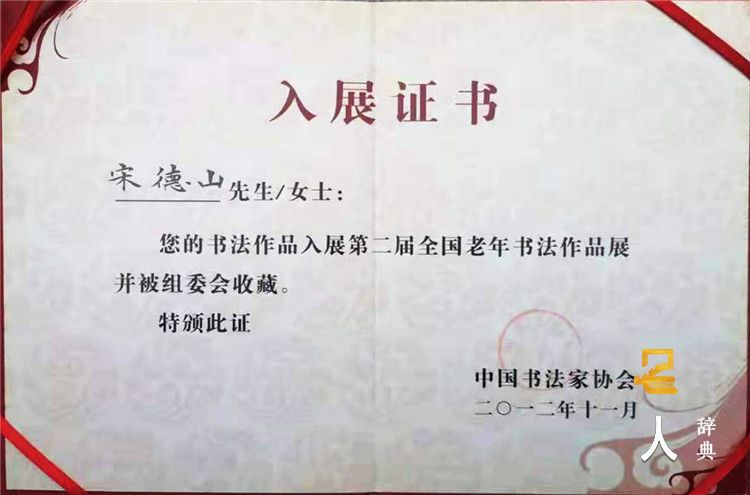 入展证书
宋德山先生/女士：
您的书法作品入展第二届全国老年书法作品展
并被组委会收藏。
特颁此证
中国书法家协会
二〇一二年十一月
名人辞典